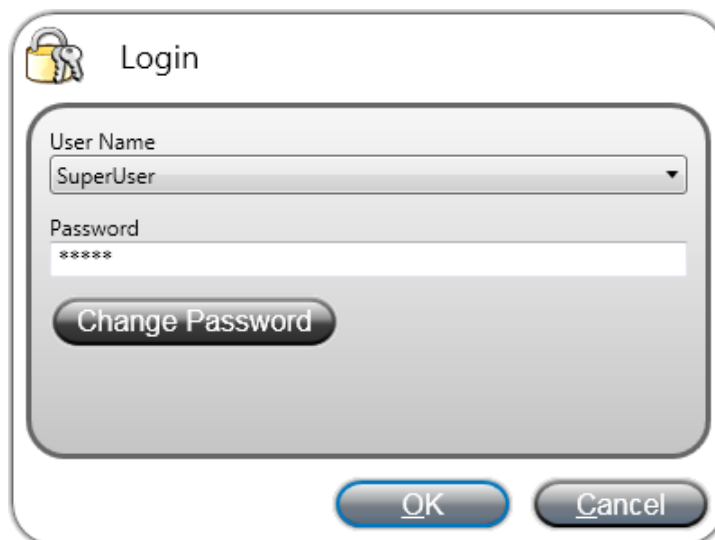 Login
User Name
SuperUser
Password
*****
Change Password
OK
Cancel